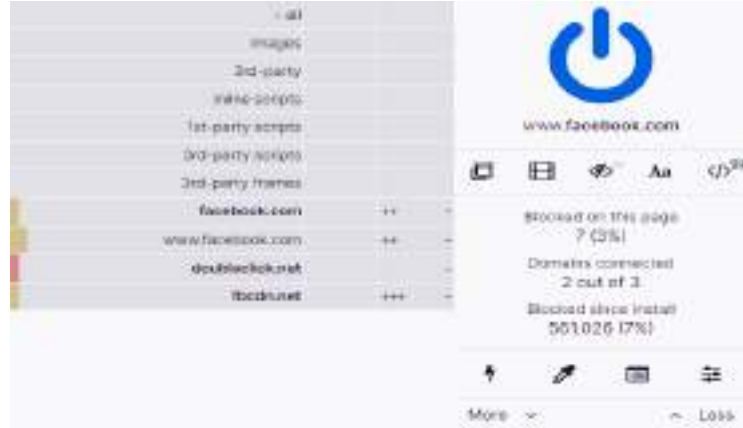 - all
images
3rd-party
inline-scripts
1st-party scripts
3rd-party scripts
3rd-party frames
facebook.com ++ -
www.facebook.com ++ -
doubleclick.net -
fbcdn.net +++ -
www.facebook.com
Aa </>
Blocked on this page
7 (3%)
Domains connected
2 out of 3
Blocked since install
561026 (7%)
More Less